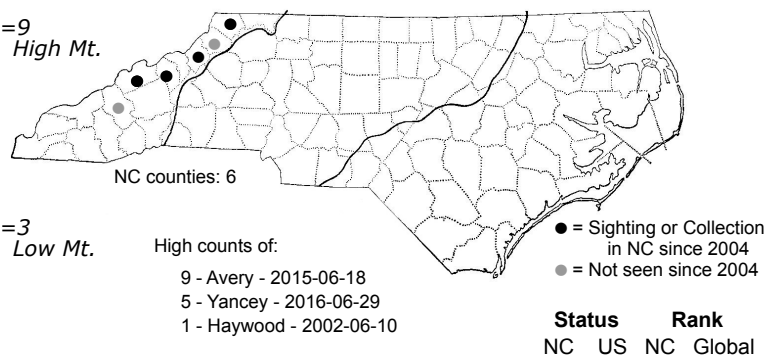 =9
High Mt.
NC counties: 6
=3
Low Mt.
High counts of:
9 - Avery - 2015-06-18
5 - Yancey - 2016-06-29
1 - Haywood - 2002-06-10
● = Sighting or Collection
in NC since 2004
● = Not seen since 2004
Status Rank
NC US NC Global